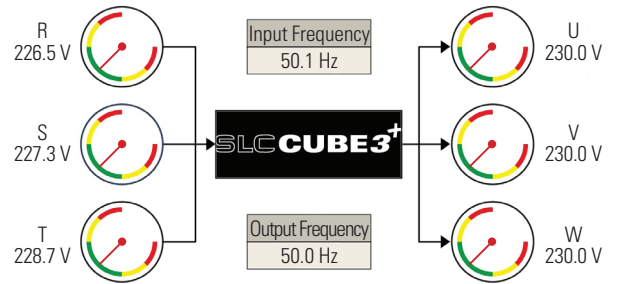 R
226.5 V
Input Frequency
50.1 Hz
U
230.0 V
S
227.3 V
SLC CUBE3+
V
230.0 V
T
228.7 V
Output Frequency
50.0 Hz
W
230.0 V